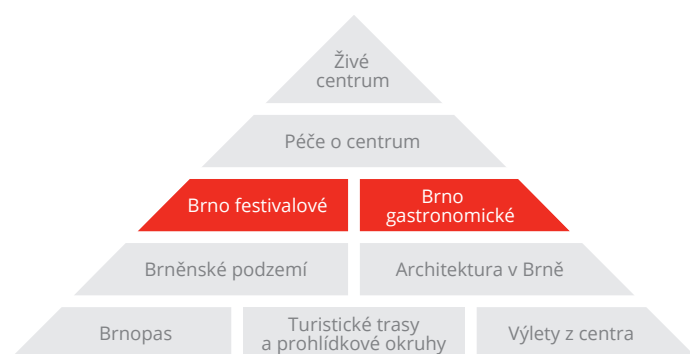 Živé
centrum
Péče o centrum
Brno festivalové
Brno
gastronomické
Brněnské podzemí
Architektura v Brně
Brnopas
Turistické trasy
a prohlídkové okruhy
Výlety z centra